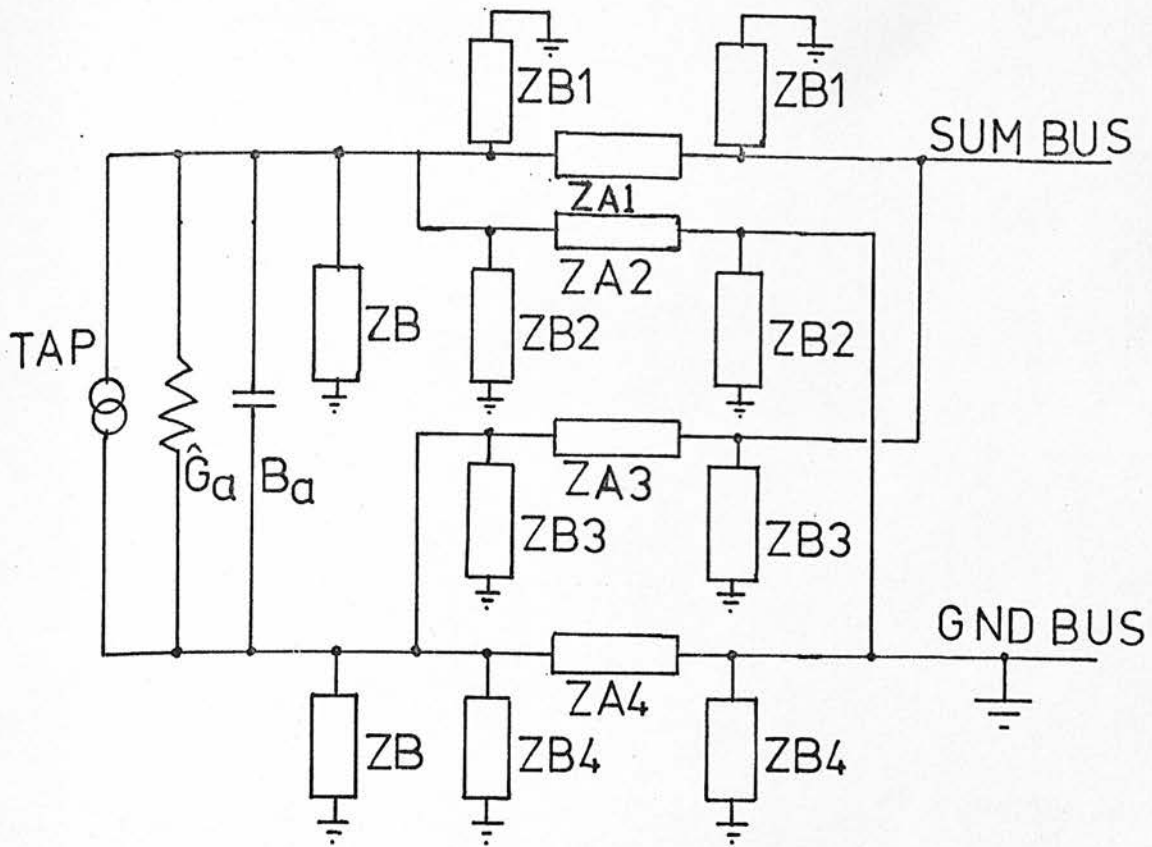 ZB1
ZB1
SUM BUS
ZA1
ZA2
ZB
ZB2
ZB2
TAP
Ĝa
Ba
ZA3
ZB3
ZB3
GND BUS
ZA4
ZB
ZB4
ZB4